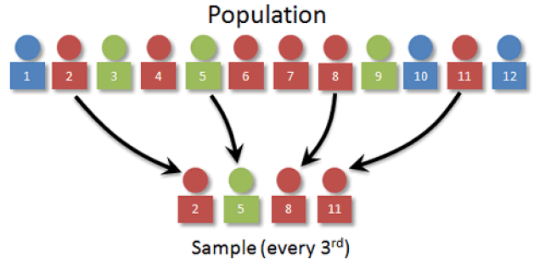 Population
1 2 3 4 5 6 7 8 9 10 11 12
2 5 8 11
Sample (every 3rd)